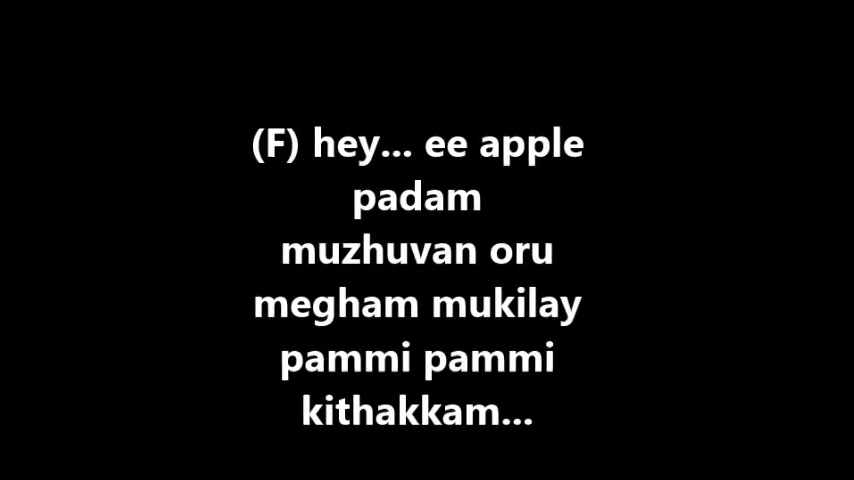 (F) hey... ee apple
padam
muzhuvan oru
megham mukilay
pammi pammi
kithakkam...